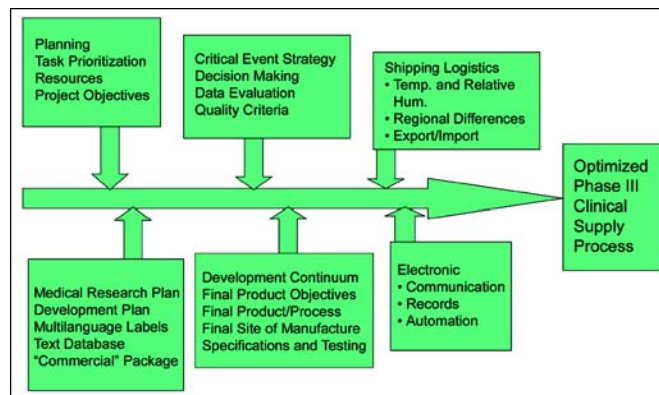 Planning
Task Prioritization
Resources
Project Objectives
Critical Event Strategy
Decision Making
Data Evaluation
Quality Criteria
Shipping Logistics
• Temp. and Relative
Hum.
• Regional Differences
• Export/Import
Optimized
Phase III
Clinical
Supply
Process
Medical Research Plan
Development Plan
Multilanguage Labels
Text Database
“Commercial” Package
Development Continuum
Final Product Objectives
Final Product/Process
Final Site of Manufacture
Specifications and Testing
Electronic
• Communication
• Records
• Automation